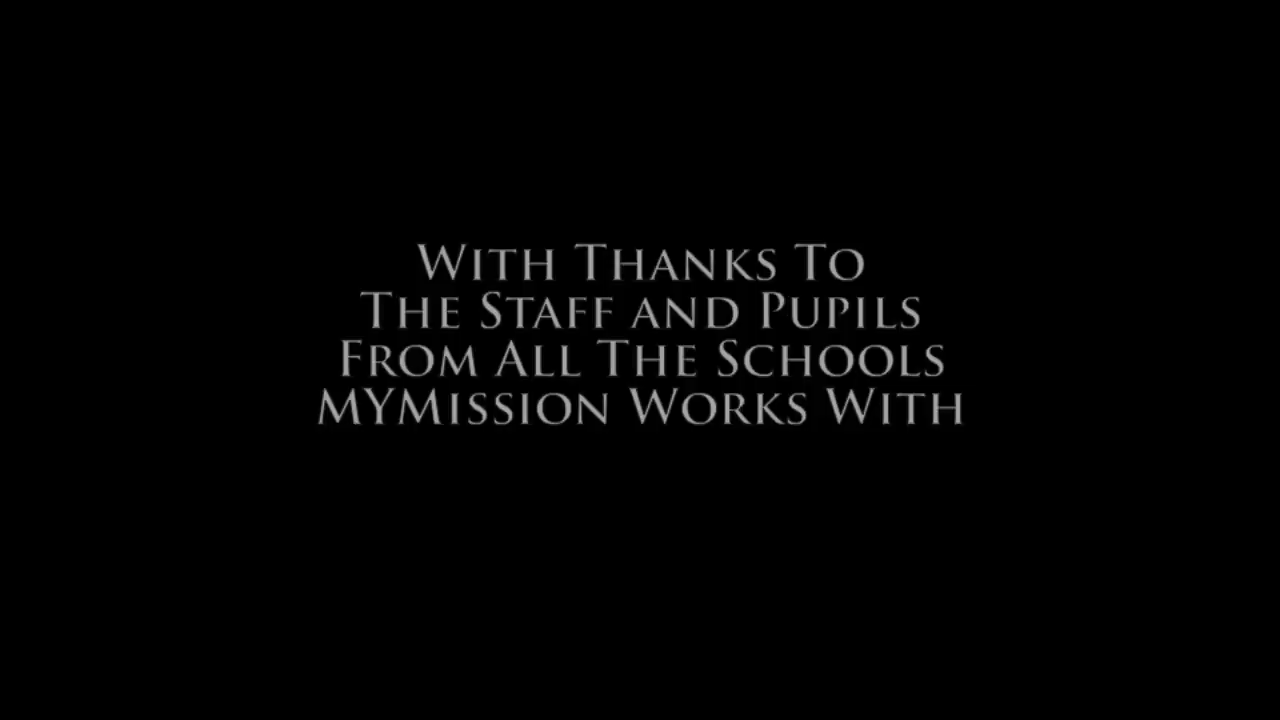 With Thanks To
The Staff and Pupils
From All The Schools
MYMission Works With